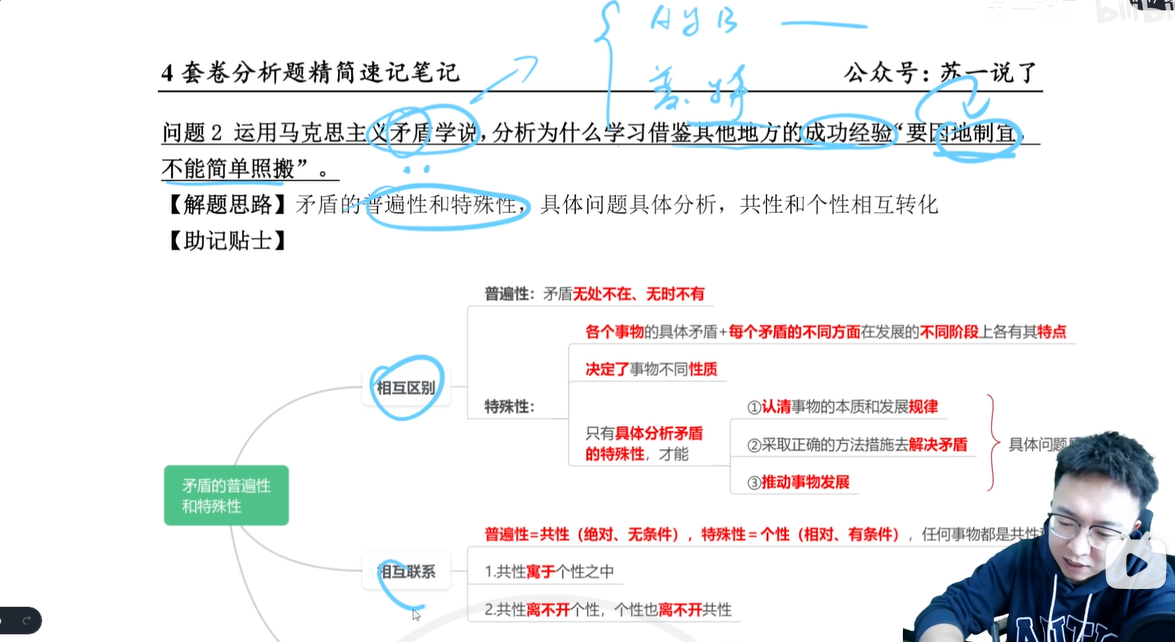 4 套卷分析题精简速记笔记 公众号：苏一说了
问题 2 运用马克思主义矛盾学说，分析为什么学习借鉴其他地方的成功经验“要因地制宜，
不能简单照搬”。
【解题思路】矛盾的普遍性和特殊性，具体问题具体分析，共性和个性相互转化
【助记贴士】
普遍性：矛盾无处不在、无时不有
各个事物的具体矛盾+每个矛盾的不同方面在发展的不同阶段上各有其特点
相互区别
决定了事物不同性质
特殊性：
①认清事物的本质和发展规律
只有具体分析矛盾
的特殊性，才能
②采取正确的方法措施去解决矛盾
具体问题
③推动事物发展
矛盾的普遍性
和特殊性
普遍性=共性（绝对、无条件），特殊性=个性（相对、有条件），任何事物都是共性
相互联系
1.共性寓于个性之中
2.共性离不开个性，个性也离不开共性